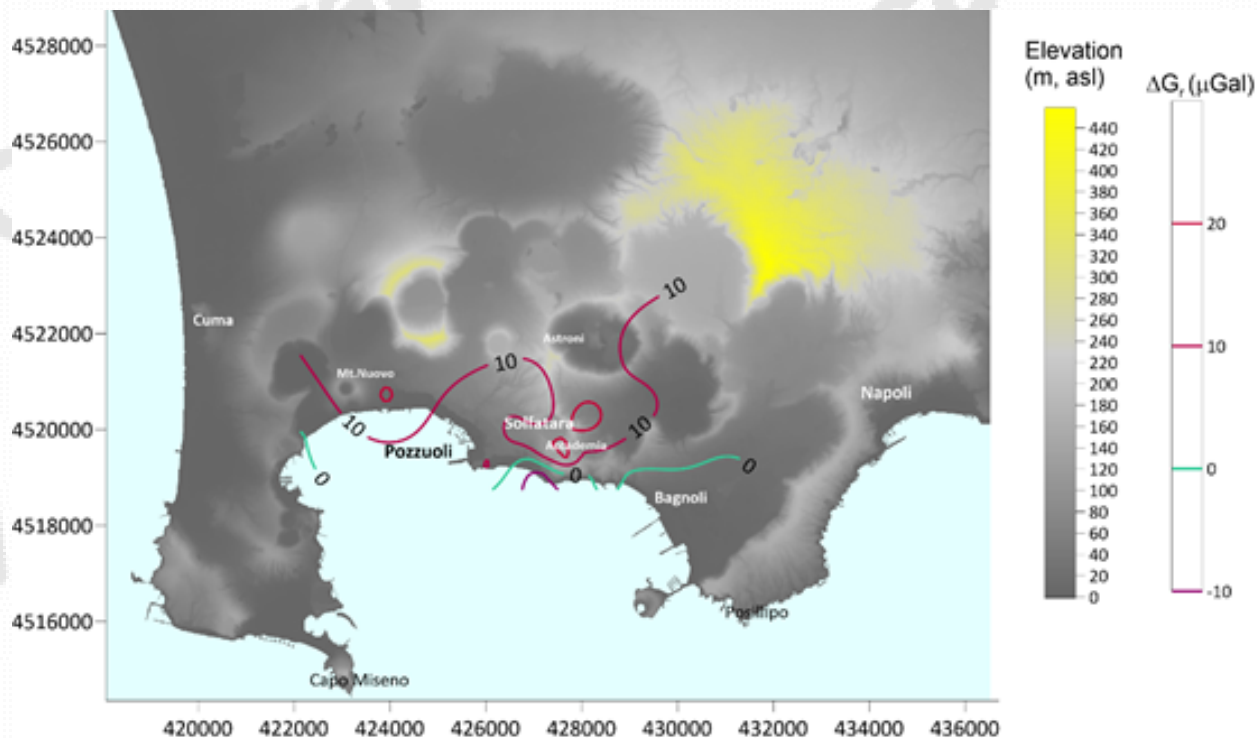 4528000
4526000
4524000
4522000
4520000
4518000
4516000
420000 422000 424000 426000 428000 430000 432000 434000 436000
Cuma
Mt.Nuovo
Astroni
Solfatara
Accademia
Pozzuoli
Bagnoli
Napoli
Posillipo
Capo Miseno
10
10
10
10
0
0
0
Elevation
(m, asl)
440
420
400
380
360
340
320
300
280
260
240
220
200
180
160
140
120
100
80
60
40
20
0
ΔGr (μGal)
20
10
0
-10